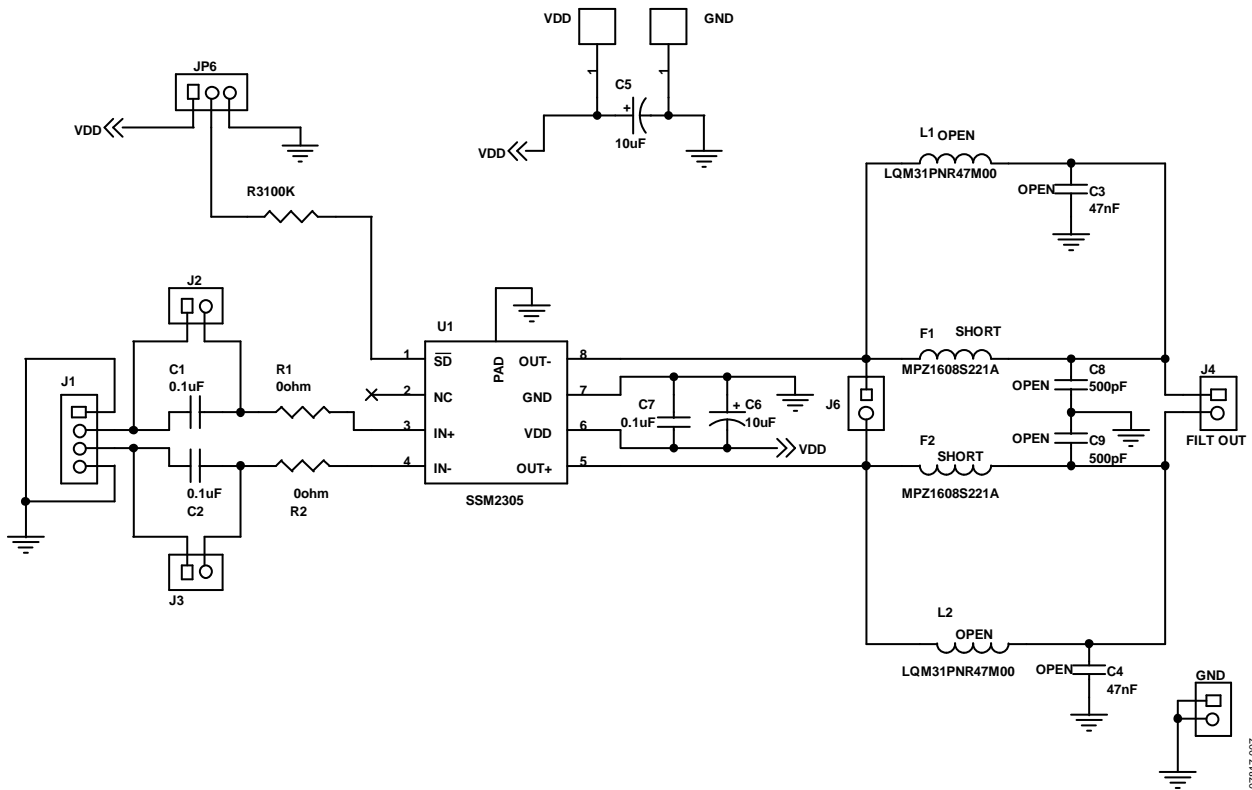 VDD
GND
1
1
C5
+
10uF
VDD
JP6
VDD
R3100K
L1 OPEN
LQM31PNR47M00
OPEN
C3
47nF
J2
J1
C1
0.1uF
R1
0ohm
0.1uF
C2
0ohm
R2
J3
U1
1
SD
2
NC
3
IN+
4
IN-
PAD
OUT-
8
GND
7
VDD
6
OUT+
5
SSM2305
C7
0.1uF
+
C6
10uF
VDD
J6
F1
SHORT
MPZ1608S221A
OPEN
C8
500pF
OPEN
C9
500pF
F2
SHORT
MPZ1608S221A
J4
FILT OUT
L2
OPEN
LQM31PNR47M00
OPEN
C4
47nF
GND